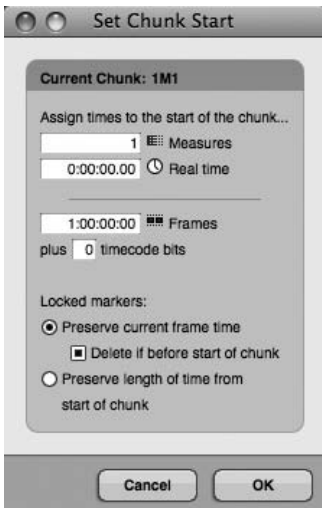 Set Chunk Start
Current Chunk: 1M1
Assign times to the start of the chunk...
1 Measures
0:00:00.00 Real time
1:00:00:00 Frames
plus 0 timecode bits
Locked markers:
Preserve current frame time
Delete if before start of chunk
Preserve length of time from
start of chunk
Cancel OK